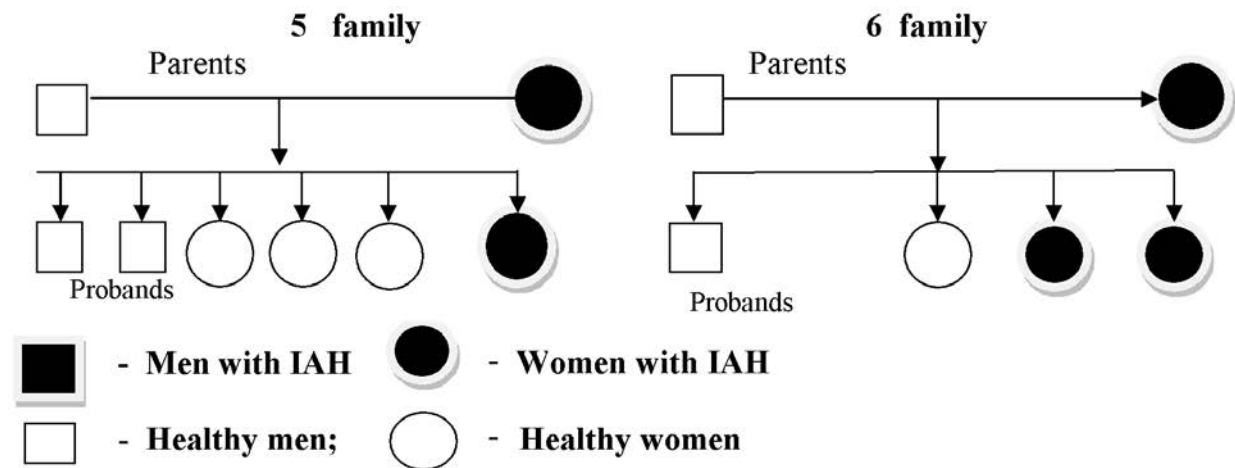 5 family
6 family
Parents
Parents
Probands
Probands
- Men with IAH
- Women with IAH
- Healthy men;
- Healthy women